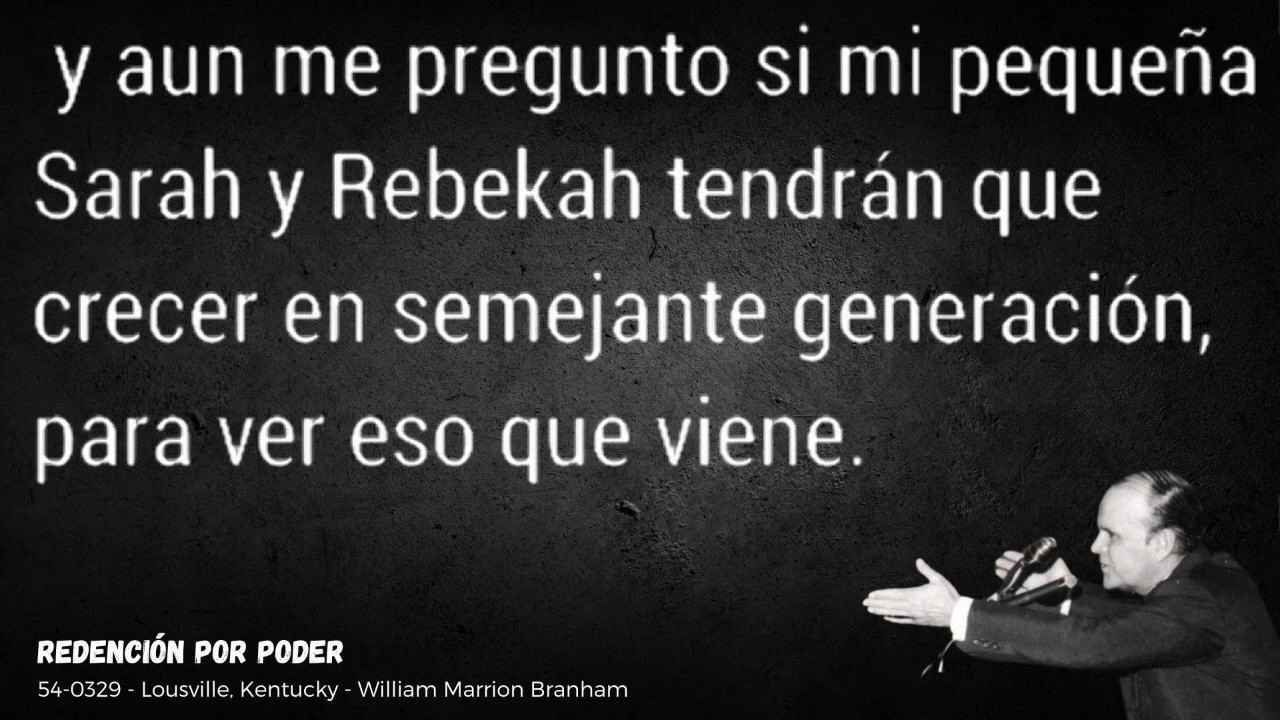 y aun me pregunto si mi pequeña
Sarah y Rebekah tendrán que
crecer en semejante generación,
para ver eso que viene.
REDENCIÓN POR PODER
54-0329 - Lousville, Kentucky - William Marrion Branham